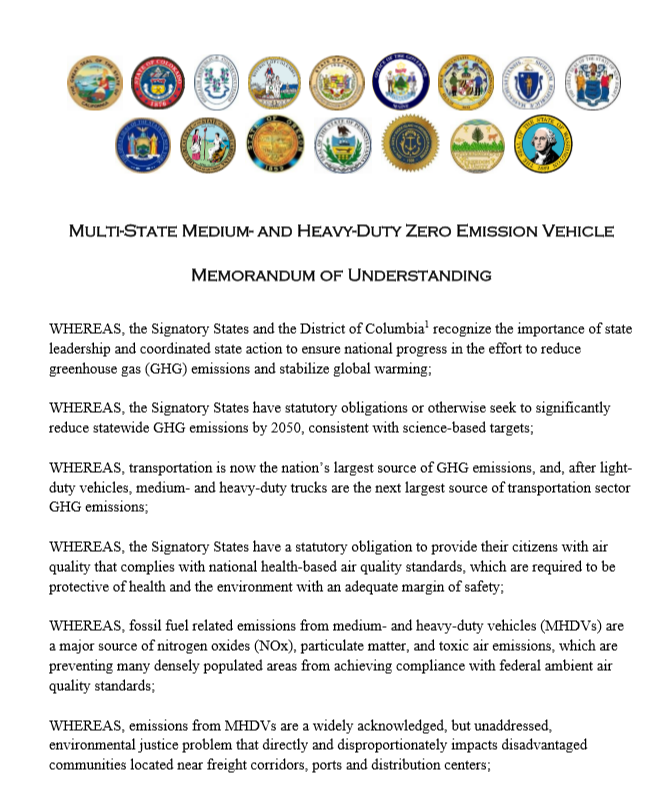 MULTI-STATE MEDIUM- AND HEAVY-DUTY ZERO EMISSION VEHICLE
MEMORANDUM OF UNDERSTANDING
WHEREAS, the Signatory States and the District of Columbia¹ recognize the importance of state
leadership and coordinated state action to ensure national progress in the effort to reduce
greenhouse gas (GHG) emissions and stabilize global warming;
WHEREAS, the Signatory States have statutory obligations or otherwise seek to significantly
reduce statewide GHG emissions by 2050, consistent with science-based targets;
WHEREAS, transportation is now the nation’s largest source of GHG emissions, and, after light-
duty vehicles, medium- and heavy-duty trucks are the next largest source of transportation sector
GHG emissions;
WHEREAS, the Signatory States have a statutory obligation to provide their citizens with air
quality that complies with national health-based air quality standards, which are required to be
protective of health and the environment with an adequate margin of safety;
WHEREAS, fossil fuel related emissions from medium- and heavy-duty vehicles (MHDVs) are
a major source of nitrogen oxides (NOx), particulate matter, and toxic air emissions, which are
preventing many densely populated areas from achieving compliance with federal ambient air
quality standards;
WHEREAS, emissions from MHDVs are a widely acknowledged, but unaddressed,
environmental justice problem that directly and disproportionately impacts disadvantaged
communities located near freight corridors, ports and distribution centers;